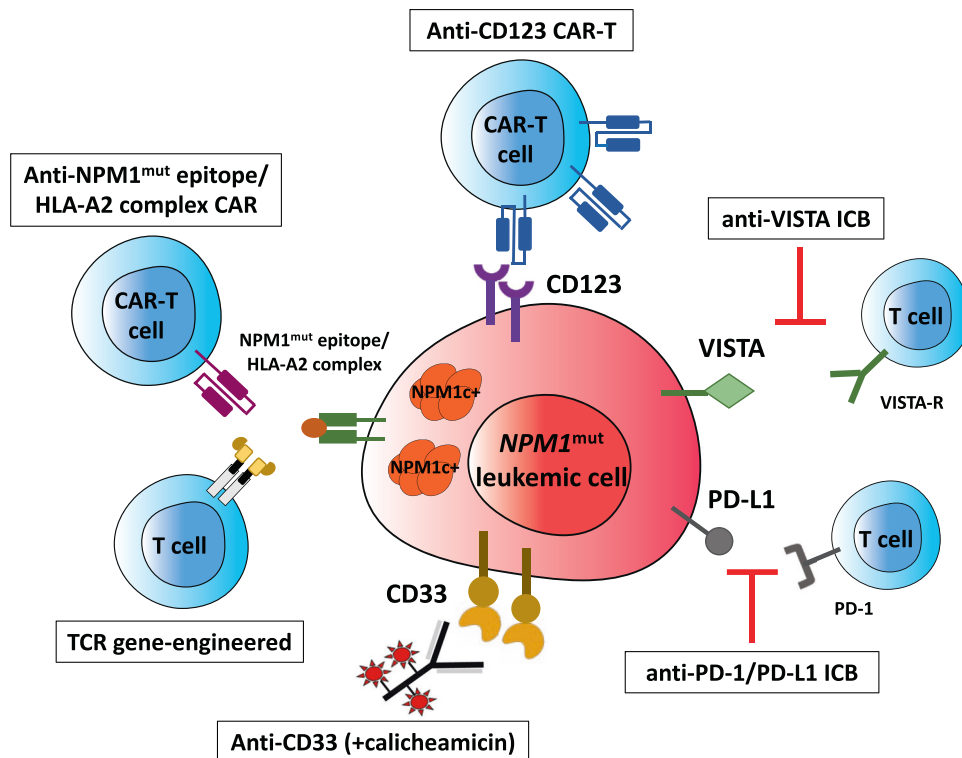 Anti-CD123 CAR-T
CAR-T
cell
Anti-NPM1ᵐᵘᵗ epitope/
HLA-A2 complex CAR
CAR-T
cell
NPM1ᵐᵘᵗ epitope/
HLA-A2 complex
CD123
anti-VISTA ICB
T cell
VISTA
VISTA-R
NPM1c+
NPM1c+
NPM1ᵐᵘᵗ
leukemic cell
PD-L1
T cell
PD-1
T cell
TCR gene-engineered
CD33
anti-PD-1/PD-L1 ICB
Anti-CD33 (+calicheamicin)